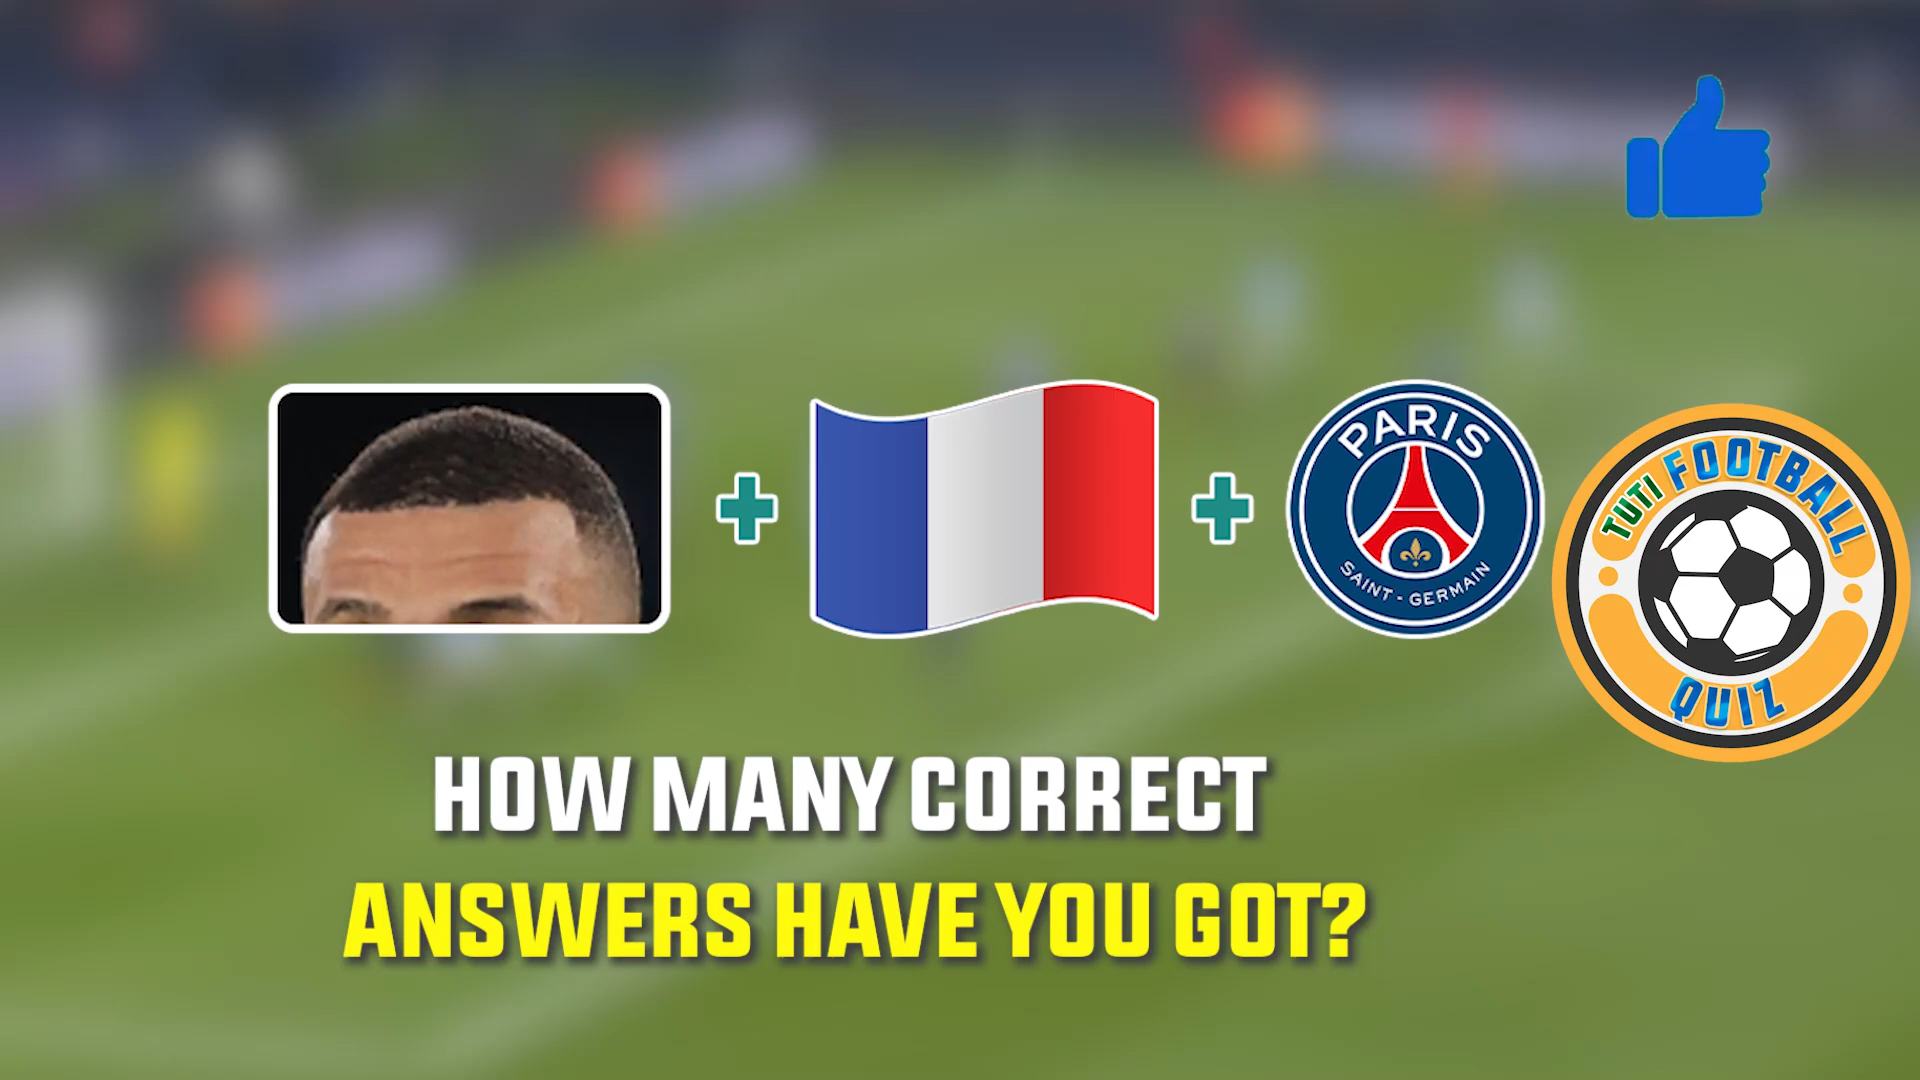 PARIS
SAINT-GERMAIN
TUTI FOOTBALL
QUIZ
HOW MANY CORRECT
ANSWERS HAVE YOU GOT?